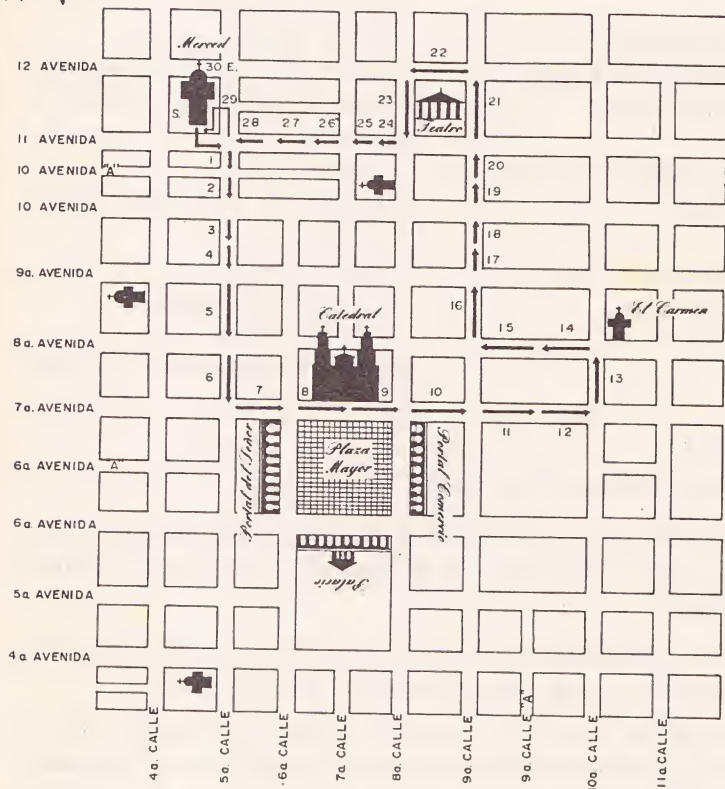 Merced
12 AVENIDA
30 E.
22
S.
29
23
Teatro
21
11 AVENIDA
28
27
26
25
24
10 AVENIDA "A"
1
20
2
19
10 AVENIDA
3
18
4
17
9a. AVENIDA
5
Catedral
16
El Carmen
15
14
8a. AVENIDA
6
7
8
9
10
13
7a. AVENIDA
Portal del Señor
Plaza
Mayor
Portal Comercio
11
12
6a AVENIDA "A"
6a. AVENIDA
Palacio
5a AVENIDA
4a AVENIDA
"A"
4a. CALLE
5a. CALLE
6a CALLE
7a CALLE
8a CALLE
9a CALLE
9a CALLE
10a CALLE
11a CALLE